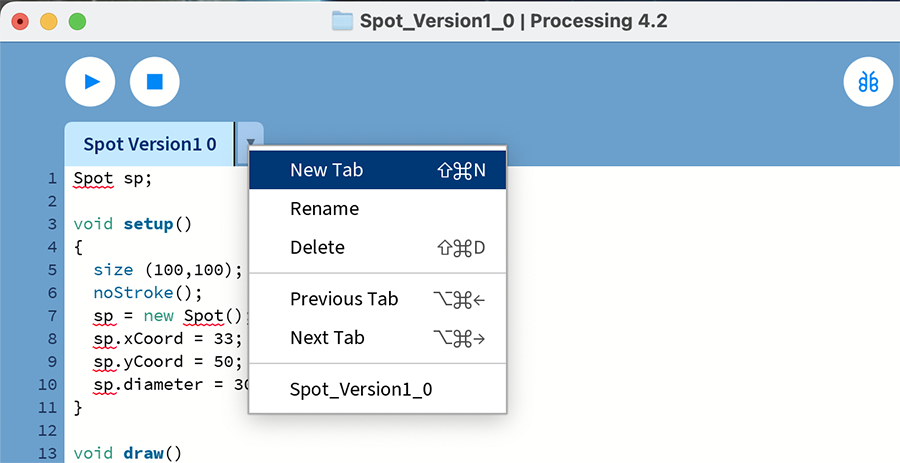 Spot_Version1_0 | Processing 4.2
Spot Version1 0
New Tab ⇧⌘N
Rename
Delete ⇧⌘D
Previous Tab ⌥⌘←
Next Tab ⌥⌘→
Spot_Version1_0
1 Spot sp;
2
3 void setup()
4 {
5 size (100,100);
6 noStroke();
7 sp = new Spot();
8 sp.xCoord = 33;
9 sp.yCoord = 50;
10 sp.diameter = 30
11 }
12
13 void draw()